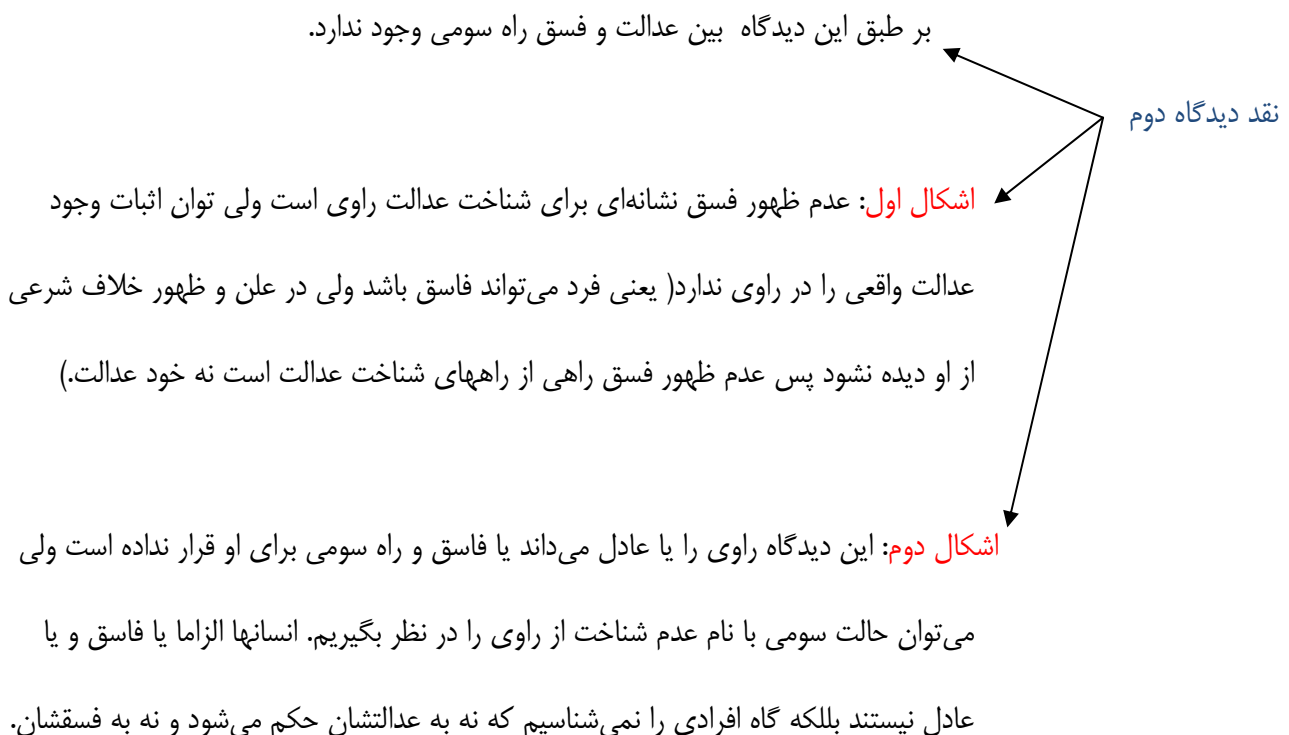 بر طبق این دیدگاه بین عدالت و فسق راه سومی وجود ندارد.
نقد دیدگاه دوم
اشکال اول: عدم ظهور فسق نشانه‌ای برای شناخت عدالت راوی است ولی توان اثبات وجود
عدالت واقعی را در راوی ندارد( یعنی فرد می‌تواند فاسق باشد ولی در علن و ظهور خلاف شرعی
از او دیده نشود پس عدم ظهور فسق راهی از راههای شناخت عدالت است نه خود عدالت.)
اشکال دوم: این دیدگاه راوی را یا عادل می‌داند یا فاسق و راه سومی برای او قرار نداده است ولی
می‌توان حالت سومی با نام عدم شناخت از راوی را در نظر بگیریم. انسانها الزاما یا فاسق و یا
عادل نیستند بللکه گاه افرادی را نمی‌شناسیم که نه به عدالتشان حکم می‌شود و نه به فسقشان.